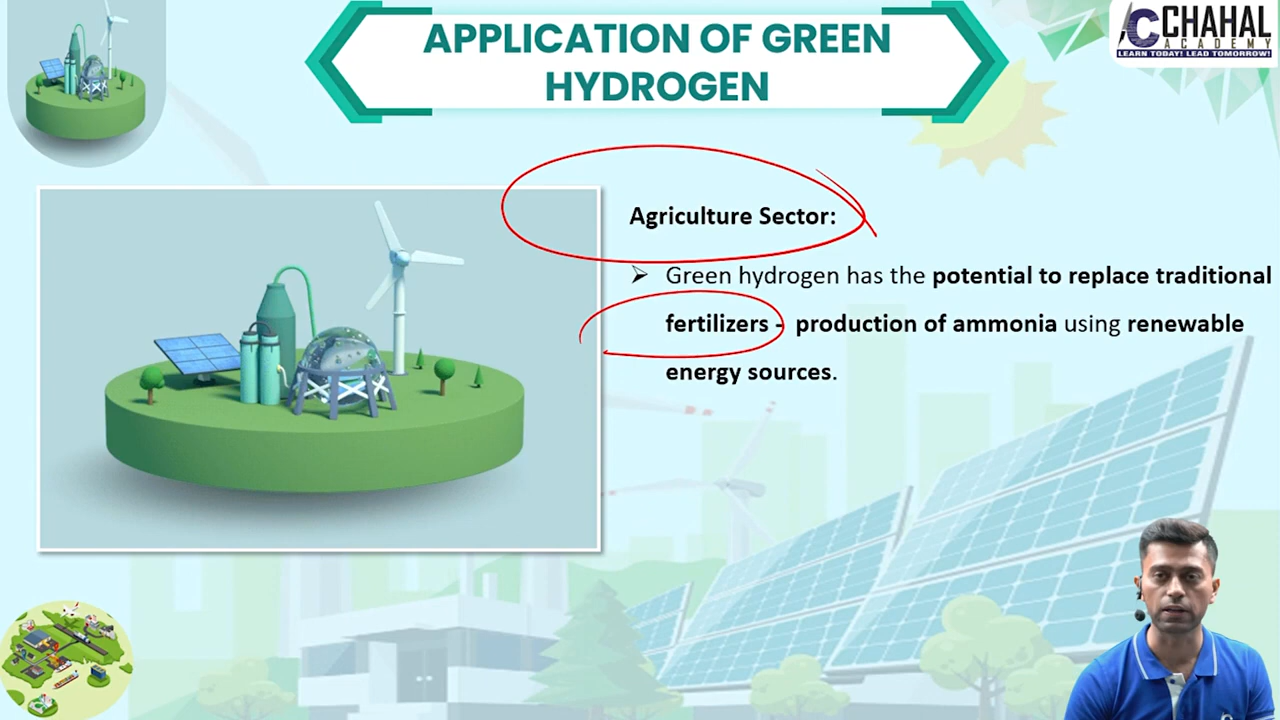 APPLICATION OF GREEN
HYDROGEN
CHAHAL
ACADEMY
LEARN TODAY! LEAD TOMORROW!
Agriculture Sector:
➢ Green hydrogen has the potential to replace traditional
fertilizers - production of ammonia using renewable
energy sources.